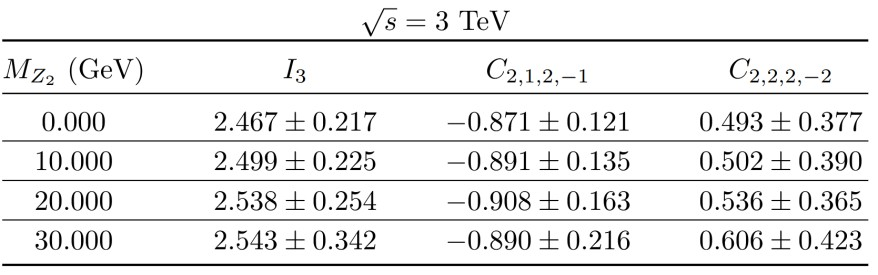 √s = 3 TeV
M_{Z_2} (GeV) I_3 C_{2,1,2,−1} C_{2,2,2,−2}
0.000 2.467 ± 0.217 −0.871 ± 0.121 0.493 ± 0.377
10.000 2.499 ± 0.225 −0.891 ± 0.135 0.502 ± 0.390
20.000 2.538 ± 0.254 −0.908 ± 0.163 0.536 ± 0.365
30.000 2.543 ± 0.342 −0.890 ± 0.216 0.606 ± 0.423